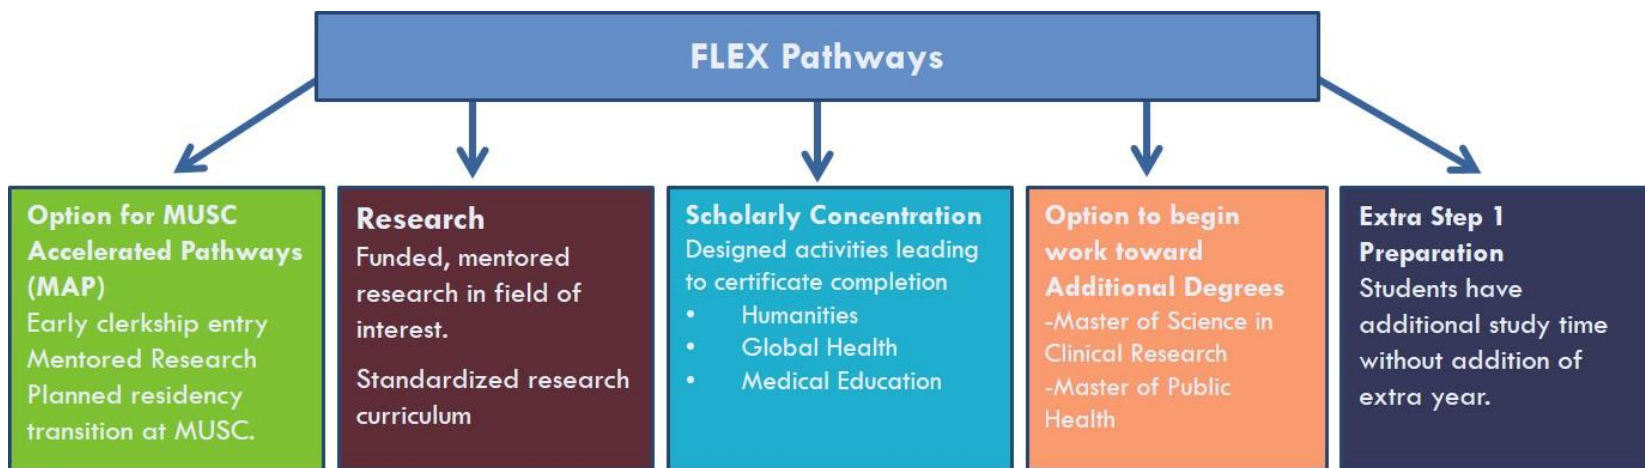 FLEX Pathways
Option for MUSC
Accelerated Pathways
(MAP)
Early clerkship entry
Mentored Research
Planned residency
transition at MUSC.
Research
Funded, mentored
research in field of
interest.
Standardized research
curriculum
Scholarly Concentration
Designed activities leading
to certificate completion
• Humanities
• Global Health
• Medical Education
Option to begin
work toward
Additional Degrees
-Master of Science in
Clinical Research
-Master of Public
Health
Extra Step 1
Preparation
Students have
additional study time
without addition of
extra year.